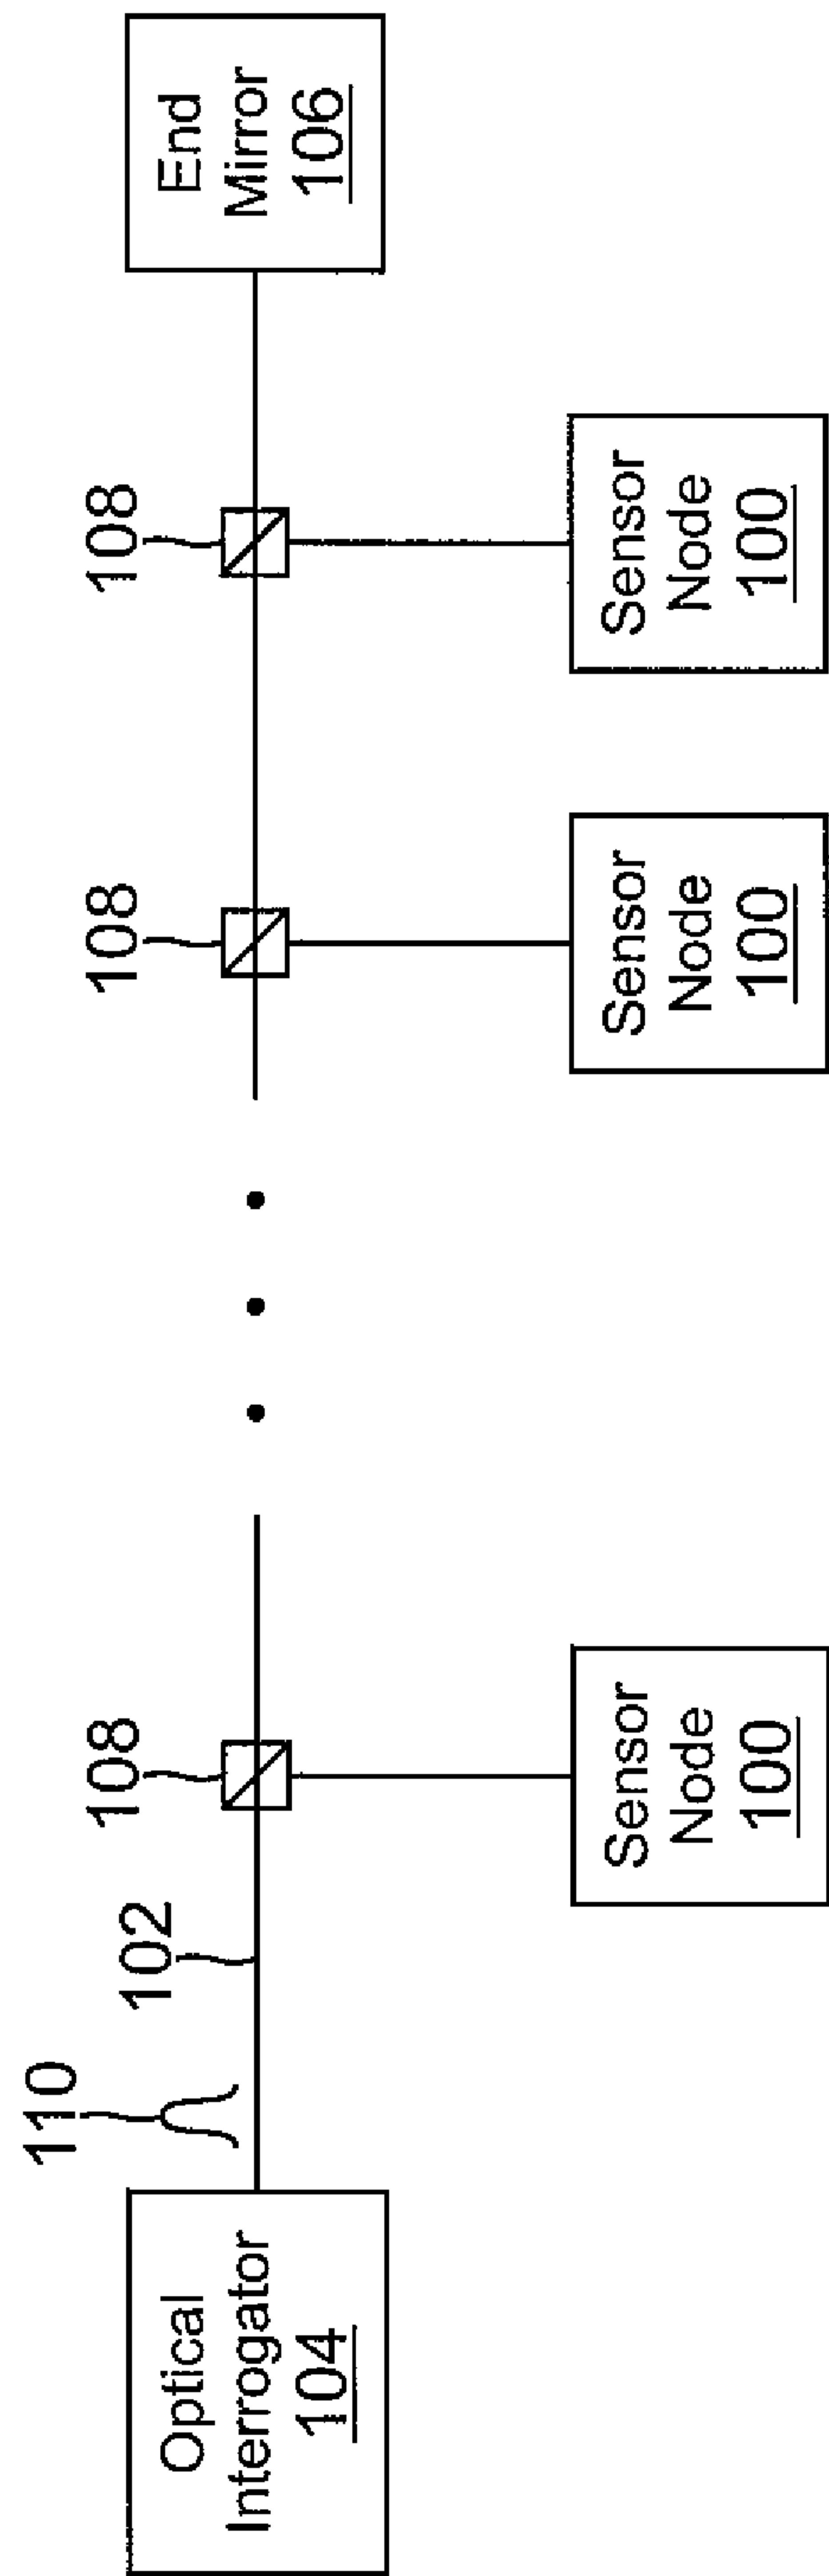 110
102
108
108
108
Optical
Interrogator
104
End
Mirror
106
Sensor
Node
100
Sensor
Node
100
Sensor
Node
100